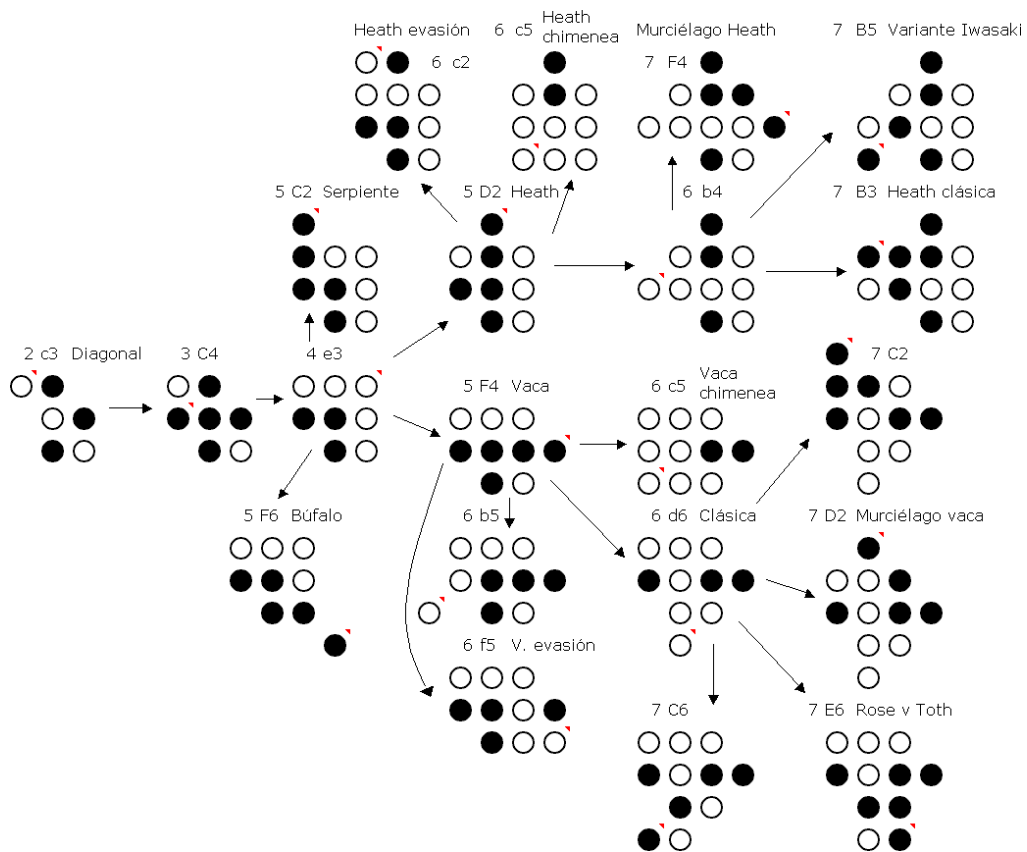 Heath evasión
6 c2
6 c5 Heath chimenea
Murciélago Heath
7 F4
7 B5 Variante Iwasaki
5 C2 Serpiente
5 D2 Heath
6 b4
7 B3 Heath clásica
2 c3 Diagonal
3 C4
4 e3
5 F4 Vaca
6 c5 Vaca chimenea
7 C2
5 F6 Búfalo
6 b5
6 d6 Clásica
7 D2 Murciélago vaca
6 f5 V. evasión
7 C6
7 E6 Rose v Toth